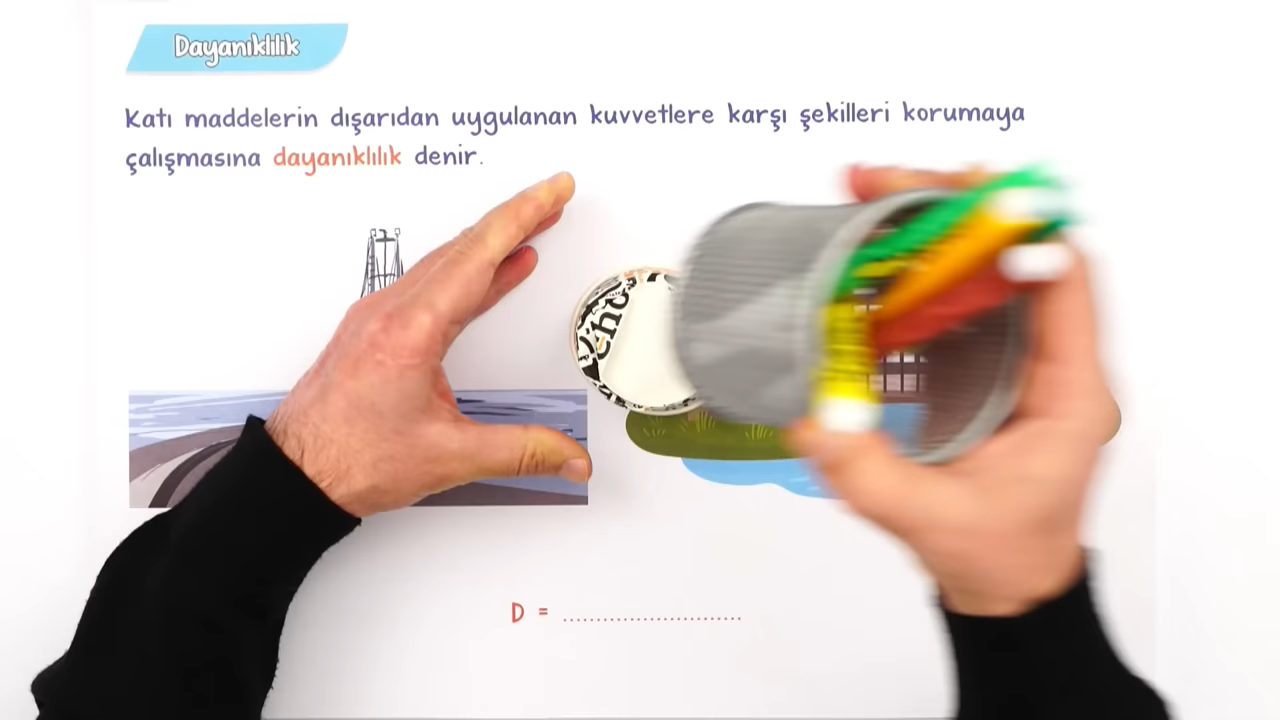 Dayanıklılık
Katı maddelerin dışarıdan uygulanan kuvvetlere karşı şekilleri korumaya
çalışmasına dayanıklılık denir.
D = ..............................